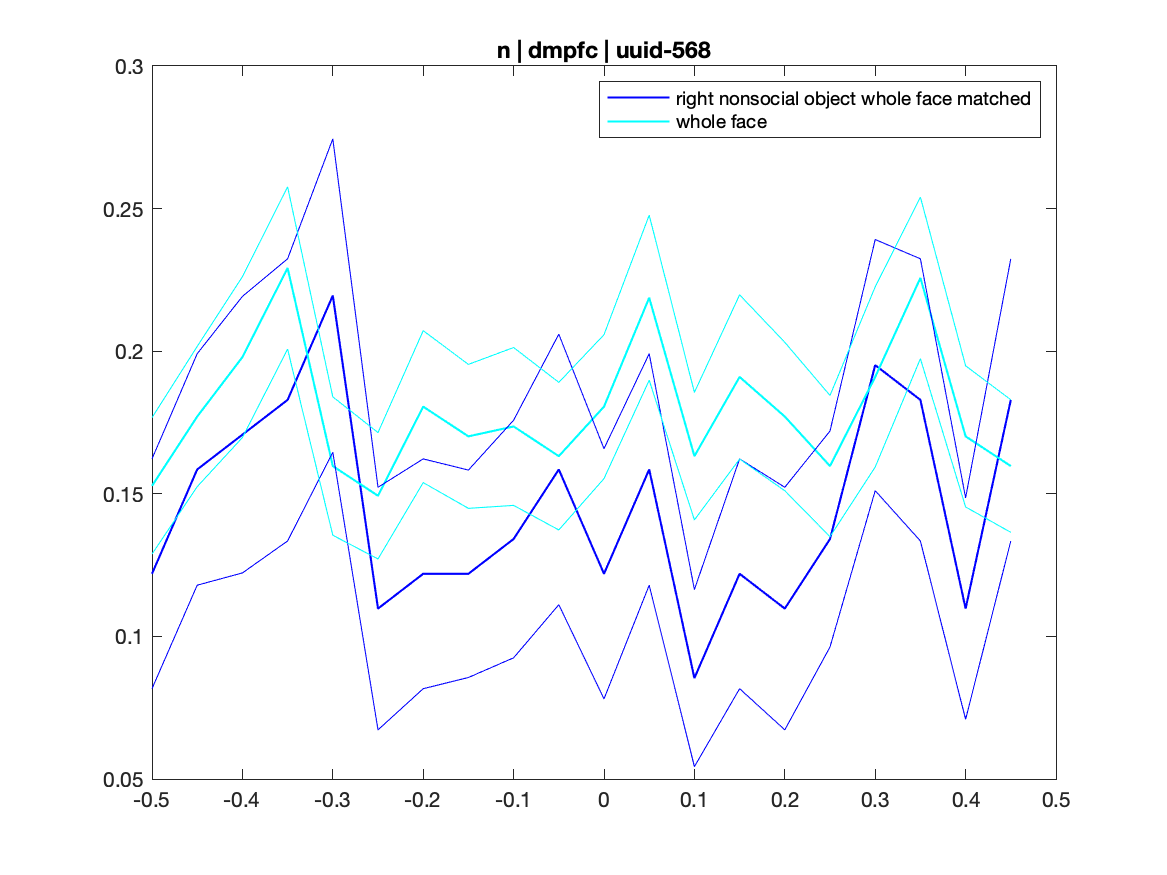 n | dmpfc | uuid-568
right nonsocial object whole face matched
whole face
0.3
0.25
0.2
0.15
0.1
0.05
-0.5 -0.4 -0.3 -0.2 -0.1 0 0.1 0.2 0.3 0.4 0.5